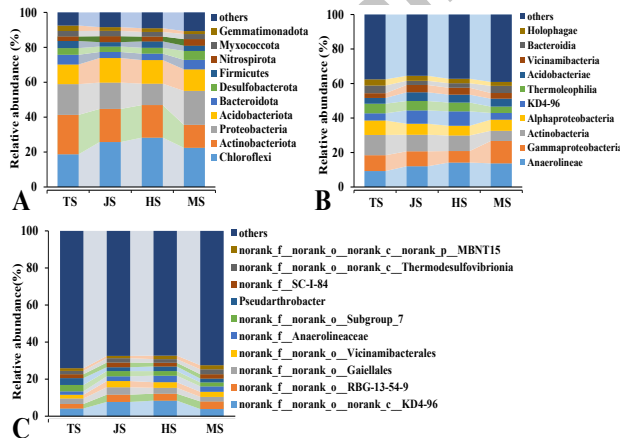 100
80
60
40
20
0
Relative abundance (%)
TS
JS
HS
MS
A
others
Gemmatimonadota
Myxococcota
Nitrospirota
Firmicutes
Desulfobacterota
Bacteroidota
Acidobacteriota
Proteobacteria
Actinobacteriota
Chloroflexi
100
80
60
40
20
0
Relative abundance (%)
TS
JS
HS
MS
B
others
Holophagae
Bacteroidia
Vicinamibacteria
Acidobacteriae
Thermoleophilia
KD4-96
Alphaproteobacteria
Actinobacteria
Gammaproteobacteria
Anaerolineae
100
80
60
40
20
0
Relative abundance(%)
TS
JS
HS
MS
C
others
norank_f__norank_o__norank_c__norank_p__MBNT15
norank_f__norank_o__norank_c__Thermodesulfovibrionia
norank_f__SC-I-84
Pseudarthrobacter
norank_f__norank_o__Subgroup_7
norank_f__Anaerolineaceae
norank_f__norank_o__Vicinamibacterales
norank_f__norank_o__Gaiellales
norank_f__norank_o__RBG-13-54-9
norank_f__norank_o__norank_c__KD4-96